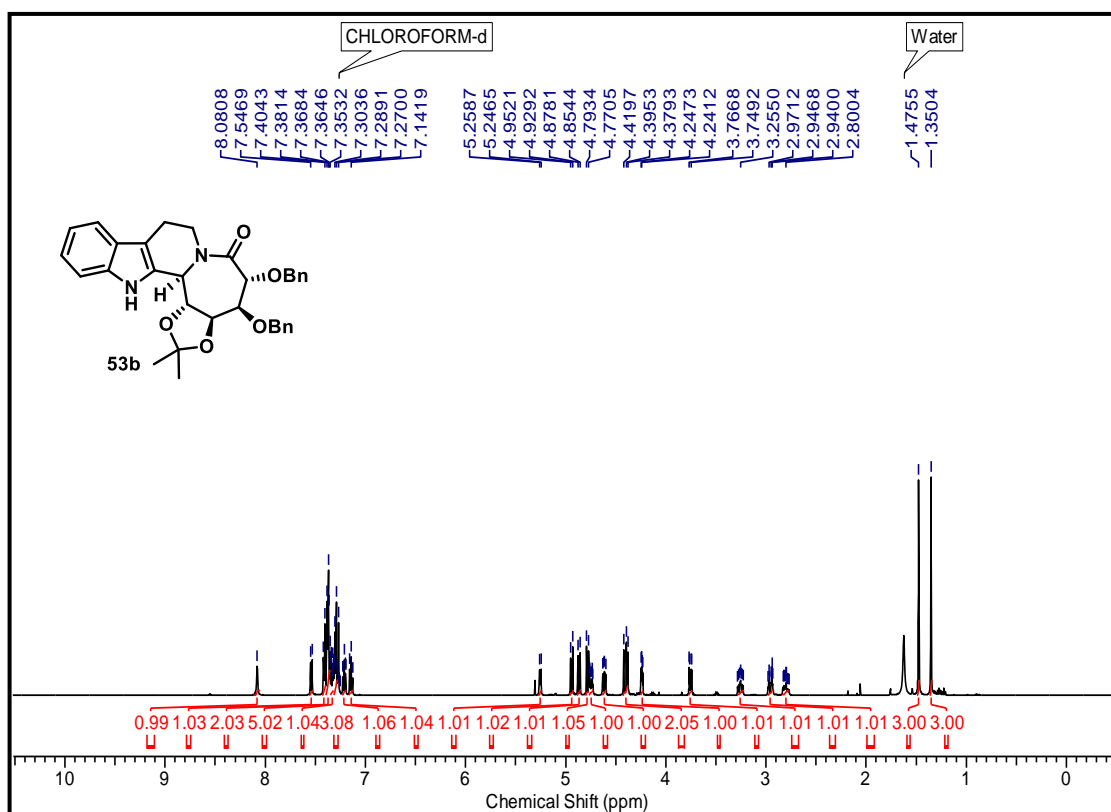 CHLOROFORM-d
Water
8.0808
7.5469
7.4043
7.3814
7.3684
7.3646
7.3532
7.3036
7.2891
7.2700
7.1419
5.2587
5.2465
4.9521
4.9292
4.8781
4.8544
4.7934
4.7705
4.4197
4.3953
4.3793
4.2473
4.2412
3.7668
3.7492
3.2550
2.9712
2.9468
2.9400
2.8004
1.4755
1.3504
N
O
N
H
H
OBn
OBn
O
O
53b
0.99 1.03 2.03 5.02 1.04 3.08 1.06 1.04 1.01 1.02 1.01 1.05 1.00 1.00 2.05 1.00 1.01 1.01 1.01 1.01 3.00 3.00
10 9 8 7 6 5 4 3 2 1 0
Chemical Shift (ppm)